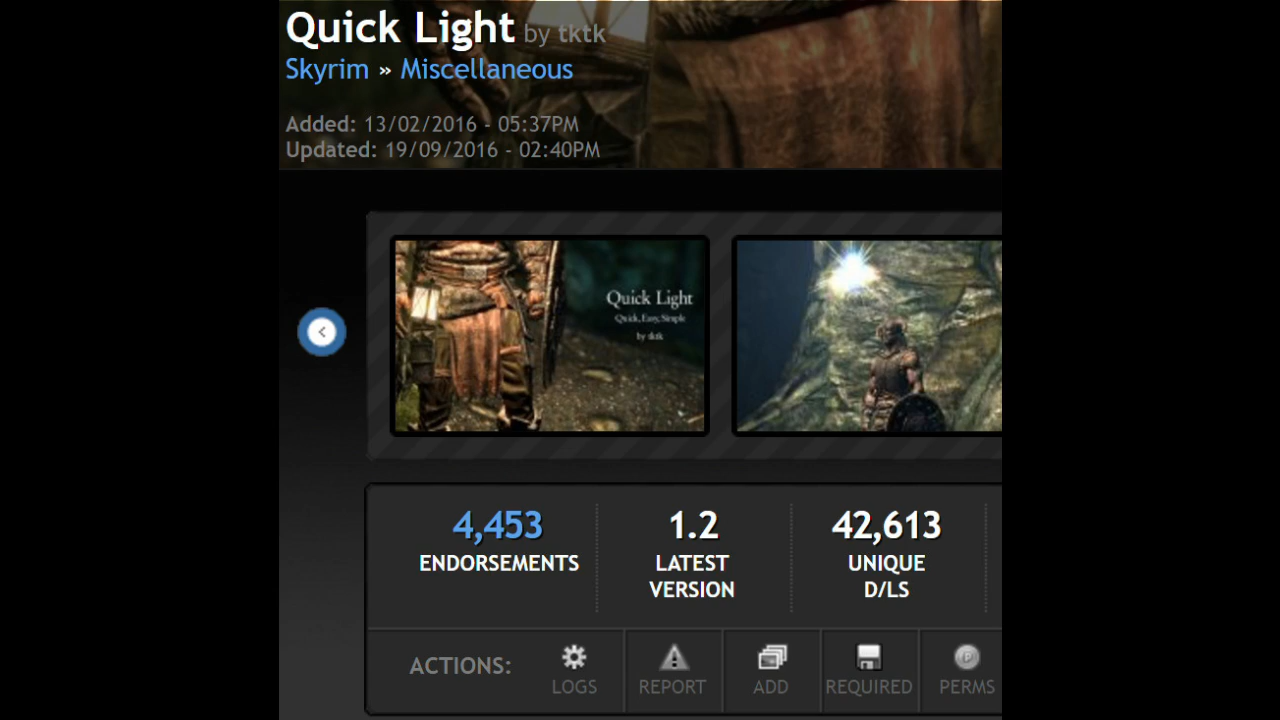 Quick Light by tktk
Skyrim » Miscellaneous
Added: 13/02/2016 - 05:37PM
Updated: 19/09/2016 - 02:40PM
Quick Light
Quick, Easy, Simple
by tktk
4,453
ENDORSEMENTS
1.2
LATEST
VERSION
42,613
UNIQUE
D/LS
ACTIONS:
LOGS
REPORT
ADD
REQUIRED
P
PERMS